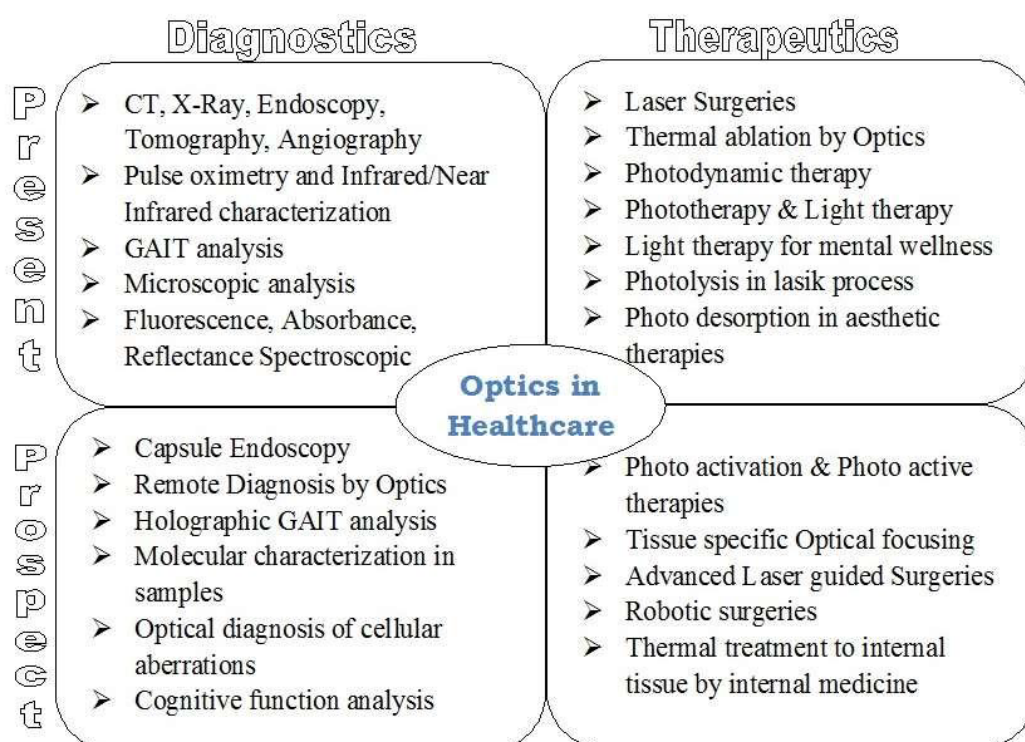 Diagnostics
Therapeutics
Present
➢ CT, X-Ray, Endoscopy,
Tomography, Angiography
➢ Pulse oximetry and Infrared/Near
Infrared characterization
➢ GAIT analysis
➢ Microscopic analysis
➢ Fluorescence, Absorbance,
Reflectance Spectroscopic
➢ Laser Surgeries
➢ Thermal ablation by Optics
➢ Photodynamic therapy
➢ Phototherapy & Light therapy
➢ Light therapy for mental wellness
➢ Photolysis in lasik process
➢ Photo desorption in aesthetic
therapies
Optics in
Healthcare
Prospect
➢ Capsule Endoscopy
➢ Remote Diagnosis by Optics
➢ Holographic GAIT analysis
➢ Molecular characterization in
samples
➢ Optical diagnosis of cellular
aberrations
➢ Cognitive function analysis
➢ Photo activation & Photo active
therapies
➢ Tissue specific Optical focusing
➢ Advanced Laser guided Surgeries
➢ Robotic surgeries
➢ Thermal treatment to internal
tissue by internal medicine